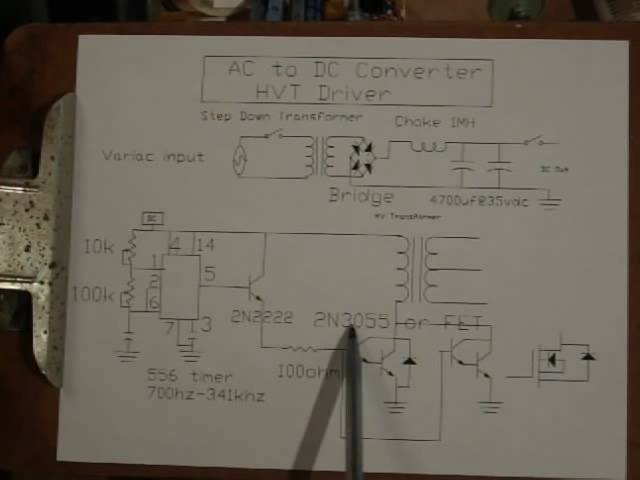 AC to DC Converter
HVT Driver
Step Down Transformer
Choke 1MH
Variac input
Bridge
4700uf@35vdc
HV Transformer
10k
4 14
1
5
2
100k
6
2N2222
2N3055 or FET
7 3
100ohm
556 timer
700hz-341khz